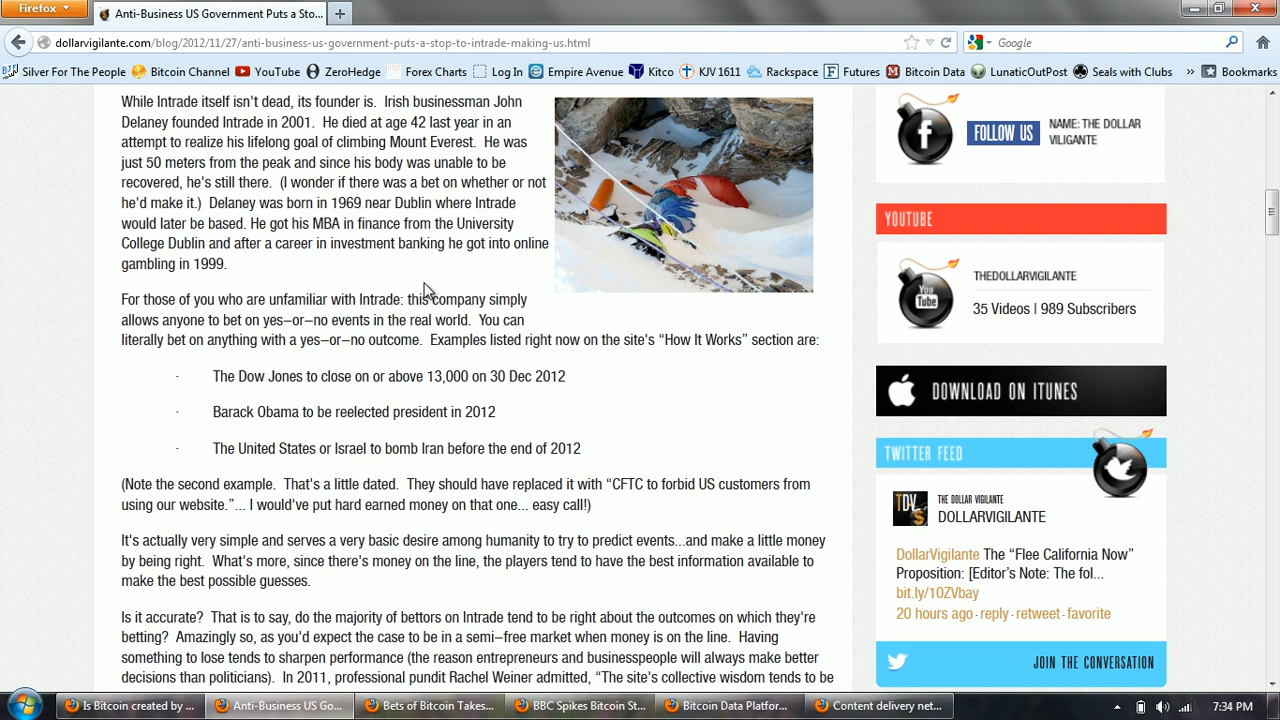 Firefox
Anti-Business US Government Puts a Sto...
dollarvigilante.com/blog/2012/11/27/anti-business-us-government-puts-a-stop-to-intrade-making-us.html
Google
Silver For The People Bitcoin Channel YouTube ZeroHedge Forex Charts Log In Empire Avenue Kitco KJV 1611 Rackspace Futures Bitcoin Data LunaticOutPost Seals with Clubs » Bookmarks
While Intrade itself isn't dead, its founder is. Irish businessman John
Delaney founded Intrade in 2001. He died at age 42 last year in an
attempt to realize his lifelong goal of climbing Mount Everest. He was
just 50 meters from the peak and since his body was unable to be
recovered, he's still there. (I wonder if there was a bet on whether or not
he'd make it.) Delaney was born in 1969 near Dublin where Intrade
would later be based. He got his MBA in finance from the University
College Dublin and after a career in investment banking he got into online
gambling in 1999.
For those of you who are unfamiliar with Intrade: this company simply
allows anyone to bet on yes–or–no events in the real world. You can
literally bet on anything with a yes–or–no outcome. Examples listed right now on the site's “How It Works” section are:
· The Dow Jones to close on or above 13,000 on 30 Dec 2012
· Barack Obama to be reelected president in 2012
· The United States or Israel to bomb Iran before the end of 2012
(Note the second example. That's a little dated. They should have replaced it with “CFTC to forbid US customers from
using our website.”... I would've put hard earned money on that one... easy call!)
It's actually very simple and serves a very basic desire among humanity to try to predict events...and make a little money
by being right. What's more, since there's money on the line, the players tend to have the best information available to
make the best possible guesses.
Is it accurate? That is to say, do the majority of bettors on Intrade tend to be right about the outcomes on which they're
betting? Amazingly so, as you'd expect the case to be in a semi–free market when money is on the line. Having
something to lose tends to sharpen performance (the reason entrepreneurs and businesspeople will always make better
decisions than politicians). In 2011, professional pundit Rachel Weiner admitted, “The site's collective wisdom tends to be
f
FOLLOW US
NAME: THE DOLLAR
VILIGANTE
YOUTUBE
You
Tube
THEDOLLARVIGILANTE
35 Videos | 989 Subscribers
DOWNLOAD ON ITUNES
TWITTER FEED
TDV
THE DOLLAR VIGILANTE
DOLLARVIGILANTE
DollarVigilante The “Flee California Now”
Proposition: [Editor's Note: The fol...
bit.ly/10ZVbay
20 hours ago · reply · retweet · favorite
JOIN THE CONVERSATION
Is Bitcoin created by ... Anti-Business US Go... Bets of Bitcoin Takes... BBC Spikes Bitcoin St... Bitcoin Data Platfor... Content delivery net...
7:34 PM